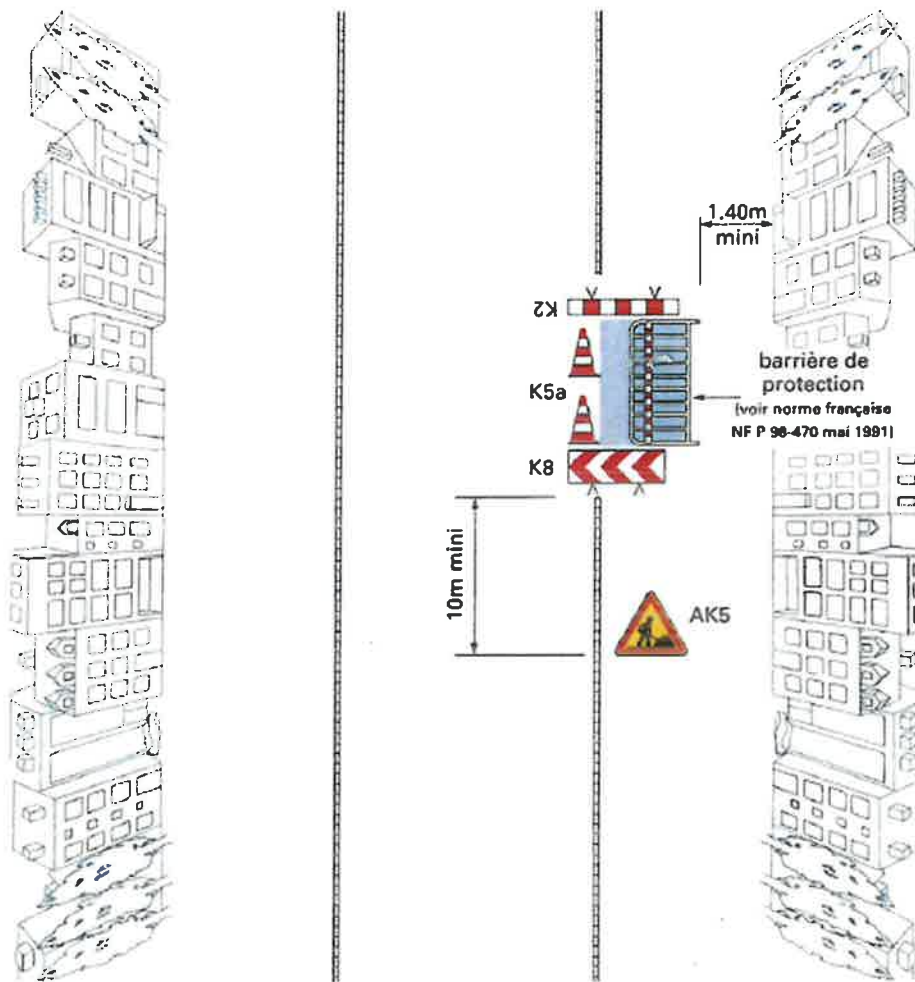 1.40m
mini
K2
barrière de
protection
(voir norme française
NF P 98-470 mai 1991)
K5a
K8
10m mini
AK5